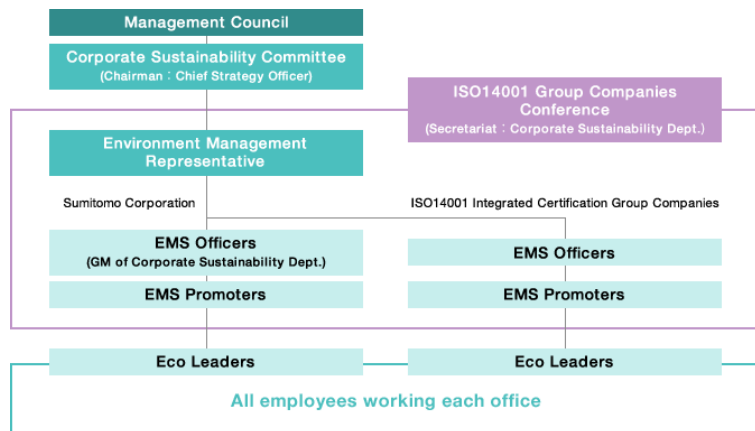 Management Council
Corporate Sustainability Committee
(Chairman：Chief Strategy Officer)
ISO14001 Group Companies
Conference
(Secretariat：Corporate Sustainability Dept.)
Environment Management
Representative
Sumitomo Corporation
ISO14001 Integrated Certification Group Companies
EMS Officers
(GM of Corporate Sustainability Dept.)
EMS Officers
EMS Promoters
EMS Promoters
Eco Leaders
Eco Leaders
All employees working each office